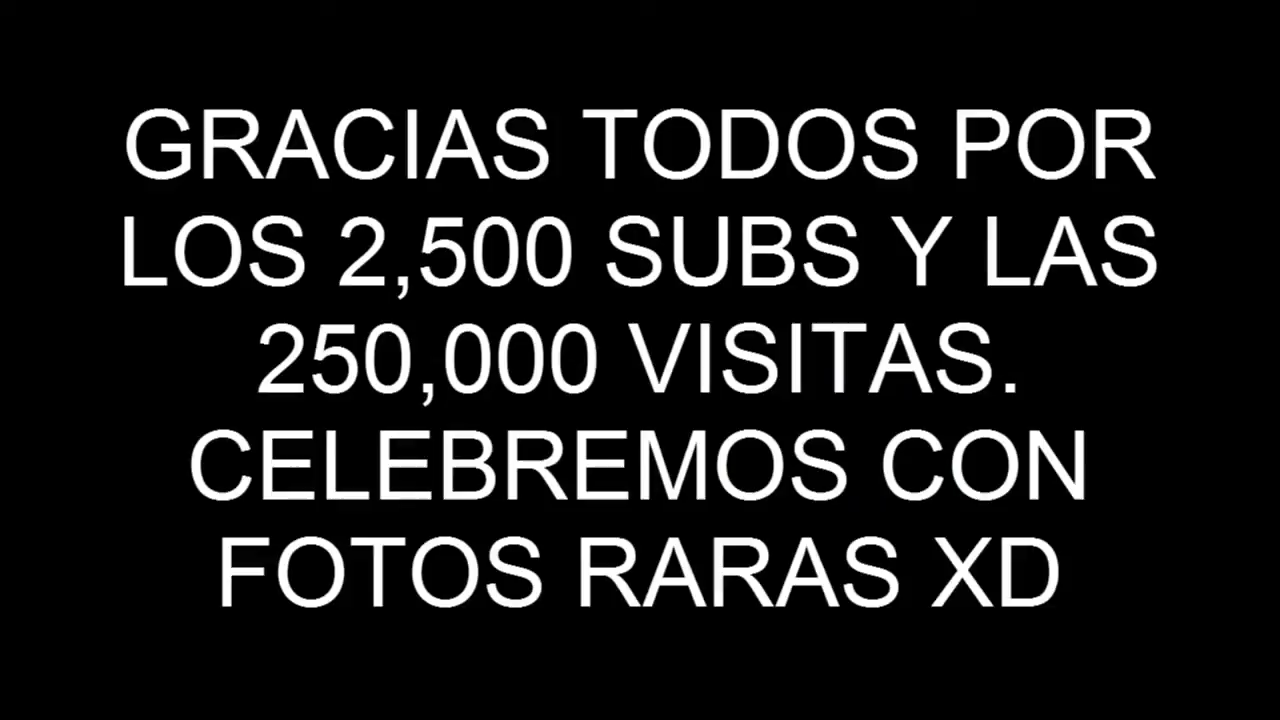 GRACIAS TODOS POR
LOS 2,500 SUBS Y LAS
250,000 VISITAS.
CELEBREMOS CON
FOTOS RARAS XD